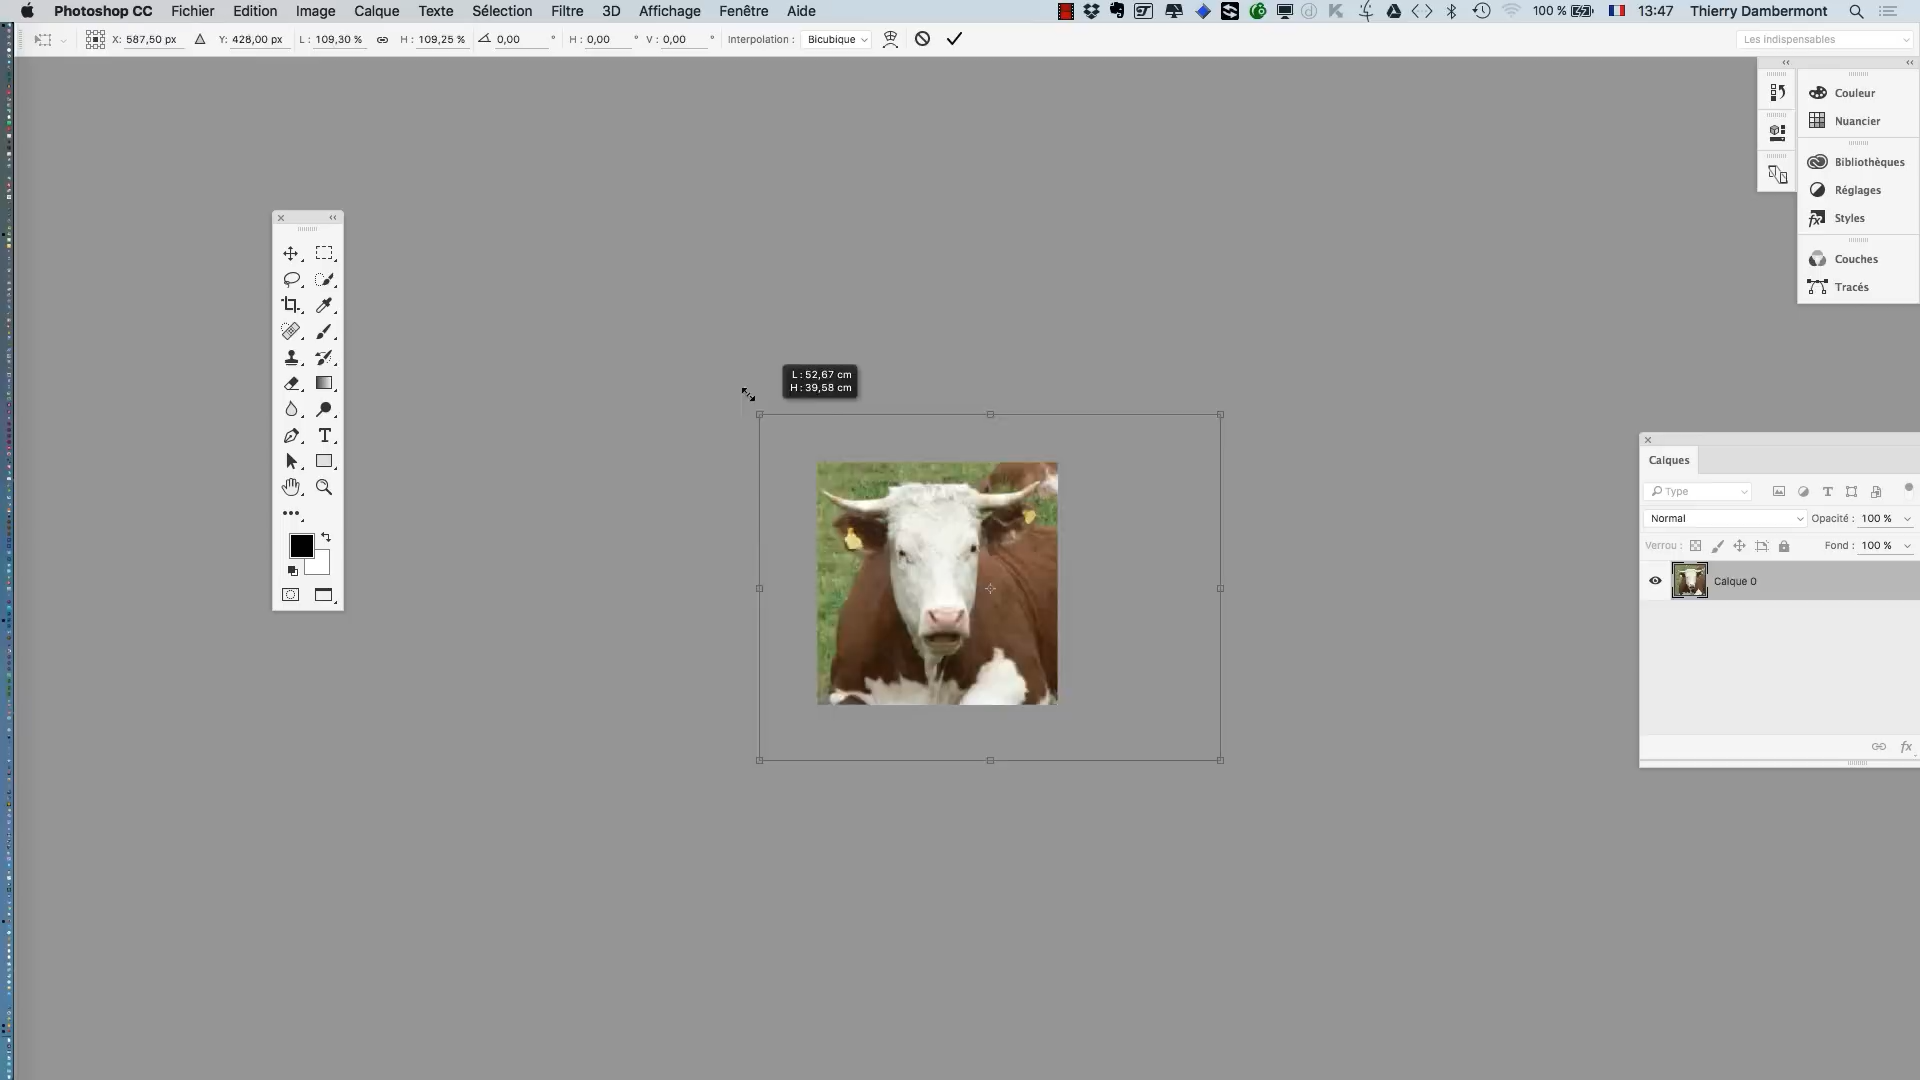 Photoshop CC Fichier Edition Image Calque Texte Sélection Filtre 3D Affichage Fenêtre Aide 100 % 13:47 Thierry Dambermont
X: 587,50 px Y: 428,00 px L: 109,30 % H: 109,25 % 0,00 ° H: 0,00 ° V: 0,00 ° Interpolation : Bicubique Les indispensables
Couleur
Nuancier
Bibliothèques
Réglages
Styles
Couches
Tracés
L : 52,67 cm
H : 39,58 cm
Calques
Type
Normal Opacité : 100 %
Verrou : Fond : 100 %
Calque 0
fx